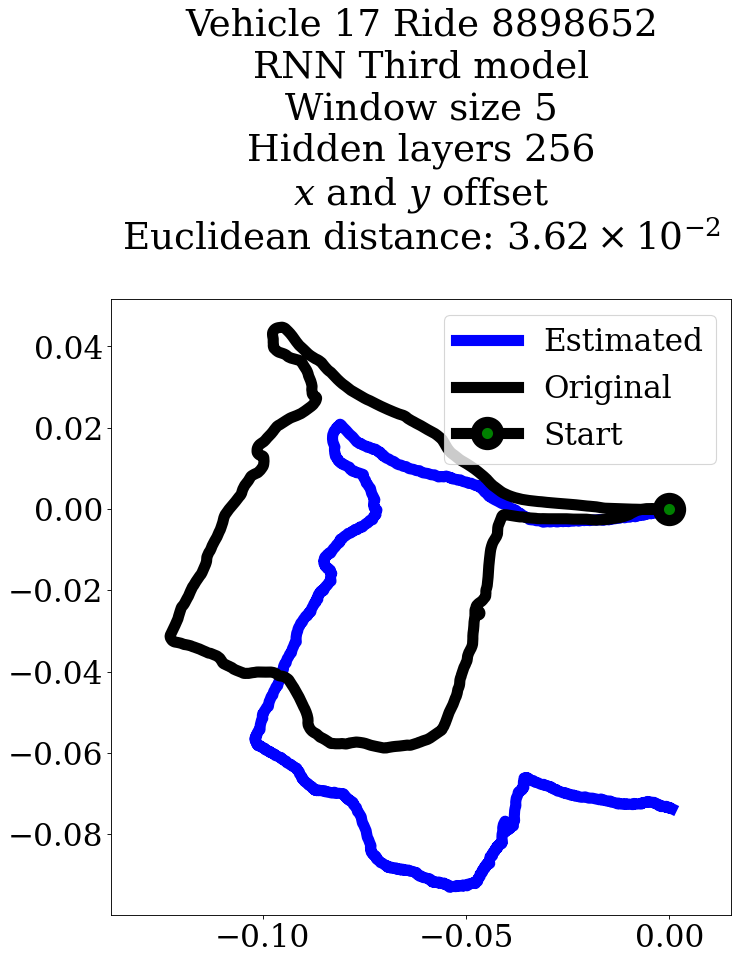 Vehicle 17 Ride 8898652
RNN Third model
Window size 5
Hidden layers 256
x and y offset
Euclidean distance: 3.62 × 10⁻²
Estimated
Original
Start
0.04
0.02
0.00
−0.02
−0.04
−0.06
−0.08
−0.10 −0.05 0.00